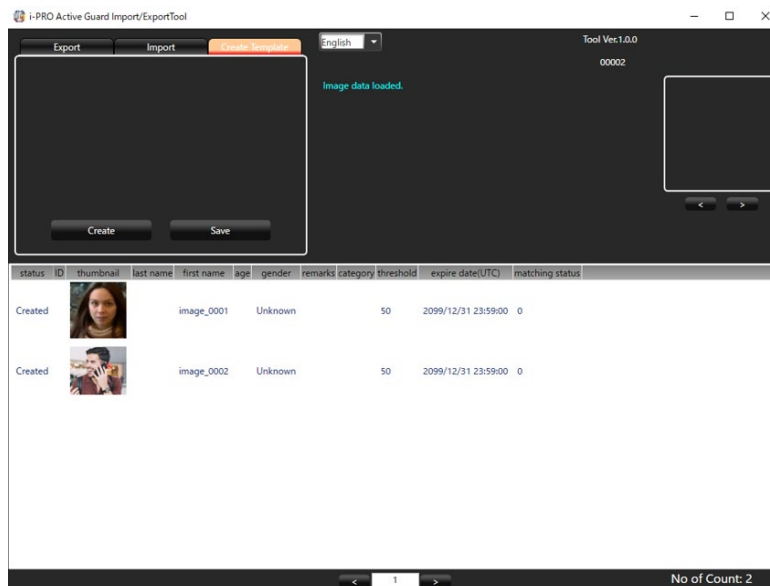 i-PRO Active Guard Import/ExportTool
Export Import Create Template English Tool Ver.1.0.0
00002
Image data loaded.
< >
Create Save
status ID thumbnail last name first name age gender remarks category threshold expire date(UTC) matching status
Created image_0001 Unknown 50 2099/12/31 23:59:00 0
Created image_0002 Unknown 50 2099/12/31 23:59:00 0
< 1 > No of Count: 2